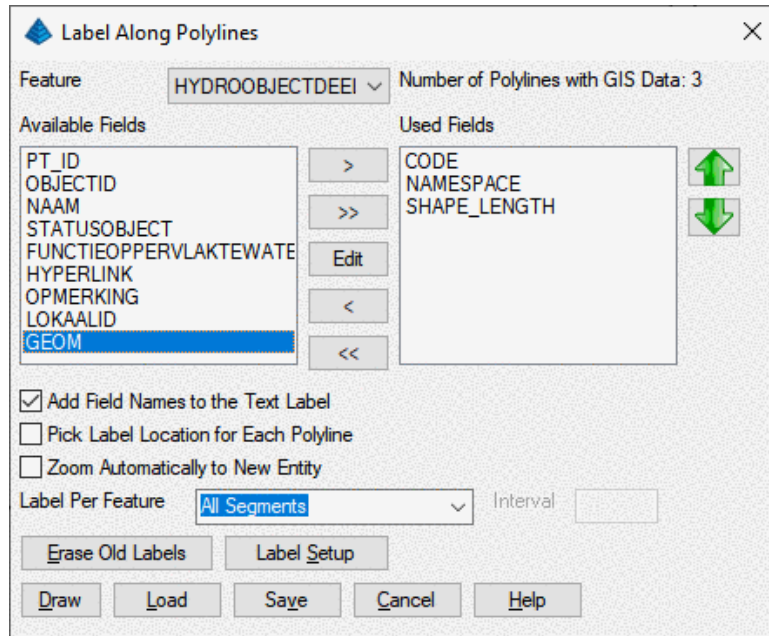 Label Along Polylines
Feature
HYDROOBJECTDEEI
Number of Polylines with GIS Data: 3
Available Fields
Used Fields
PT_ID
OBJECTID
NAAM
STATUSOBJECT
FUNCTIEOPPERVLAKTEWATE
HYPERLINK
OPMERKING
LOKAALID
GEOM
>
>>
Edit
<
<<
CODE
NAMESPACE
SHAPE_LENGTH
Add Field Names to the Text Label
Pick Label Location for Each Polyline
Zoom Automatically to New Entity
Label Per Feature
All Segments
Interval
Erase Old Labels
Label Setup
Draw
Load
Save
Cancel
Help